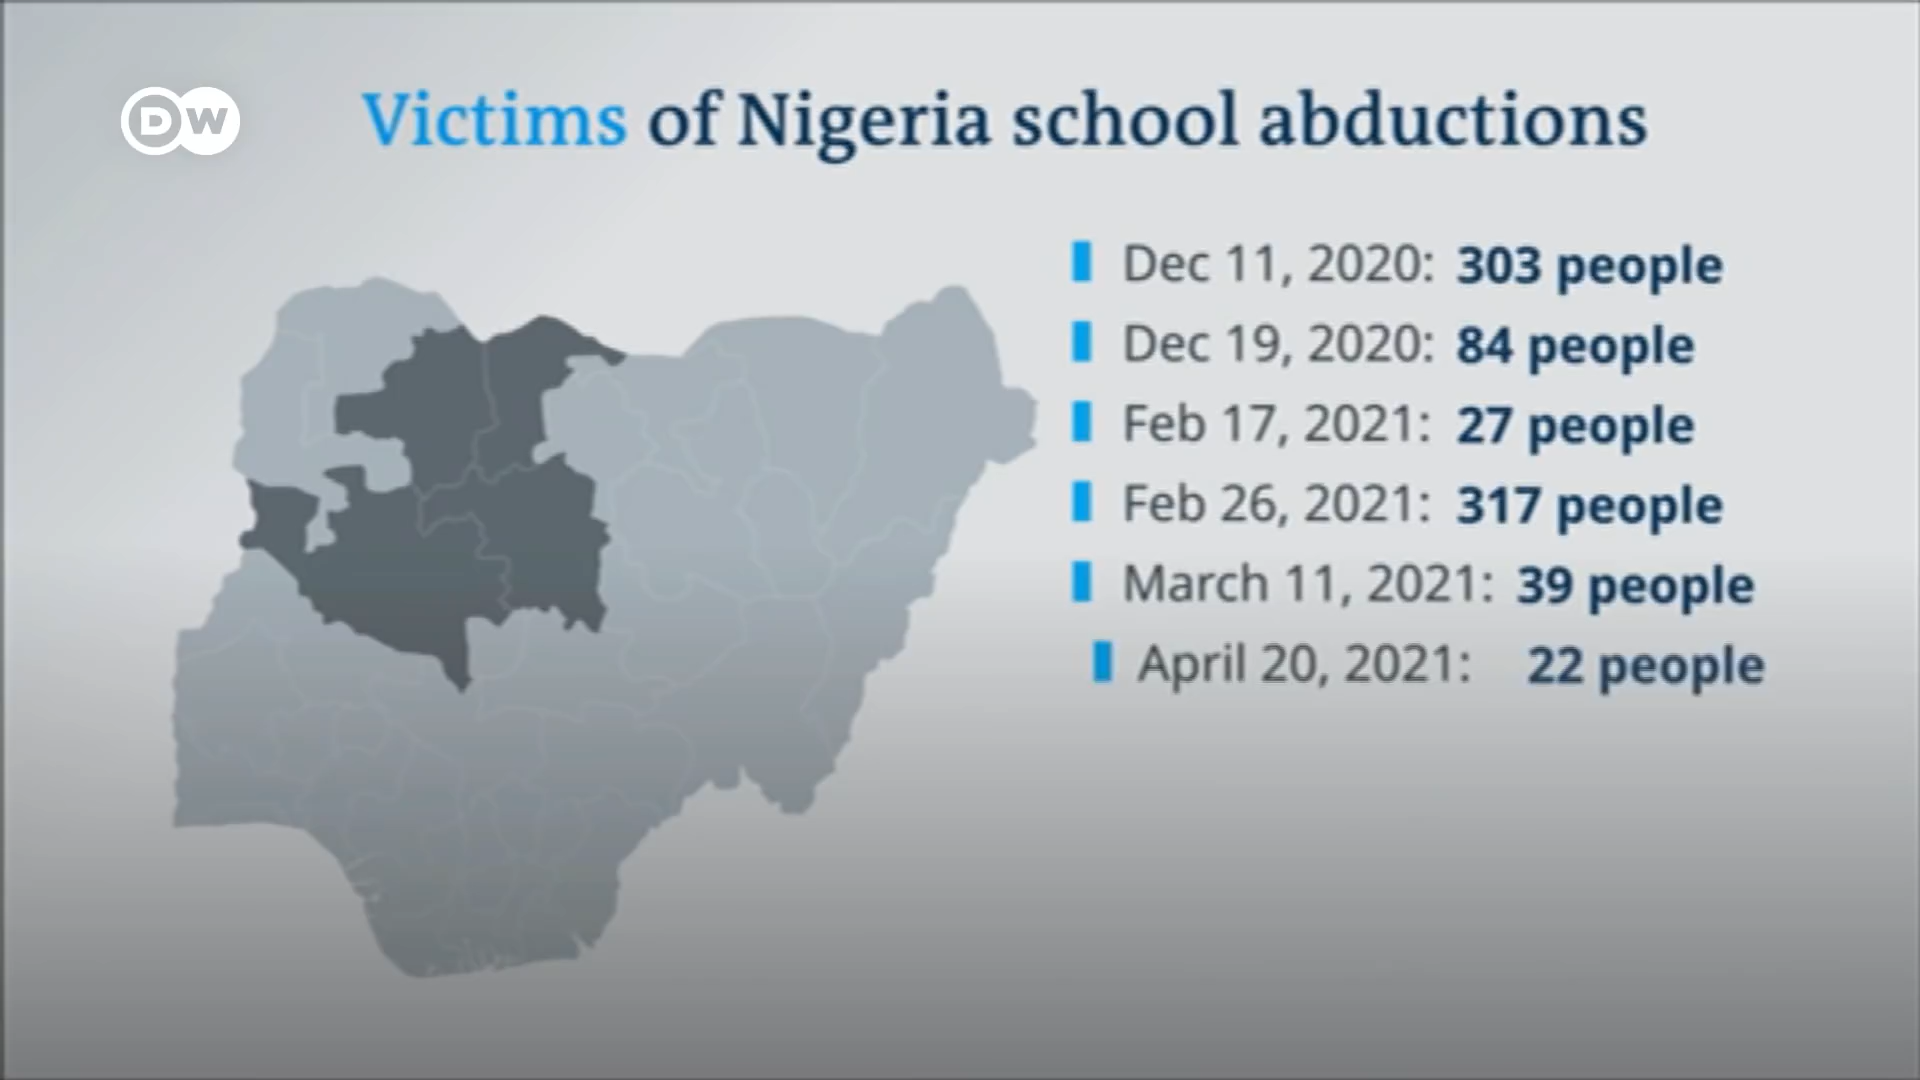 DW
Victims of Nigeria school abductions
Dec 11, 2020: 303 people
Dec 19, 2020: 84 people
Feb 17, 2021: 27 people
Feb 26, 2021: 317 people
March 11, 2021: 39 people
April 20, 2021: 22 people